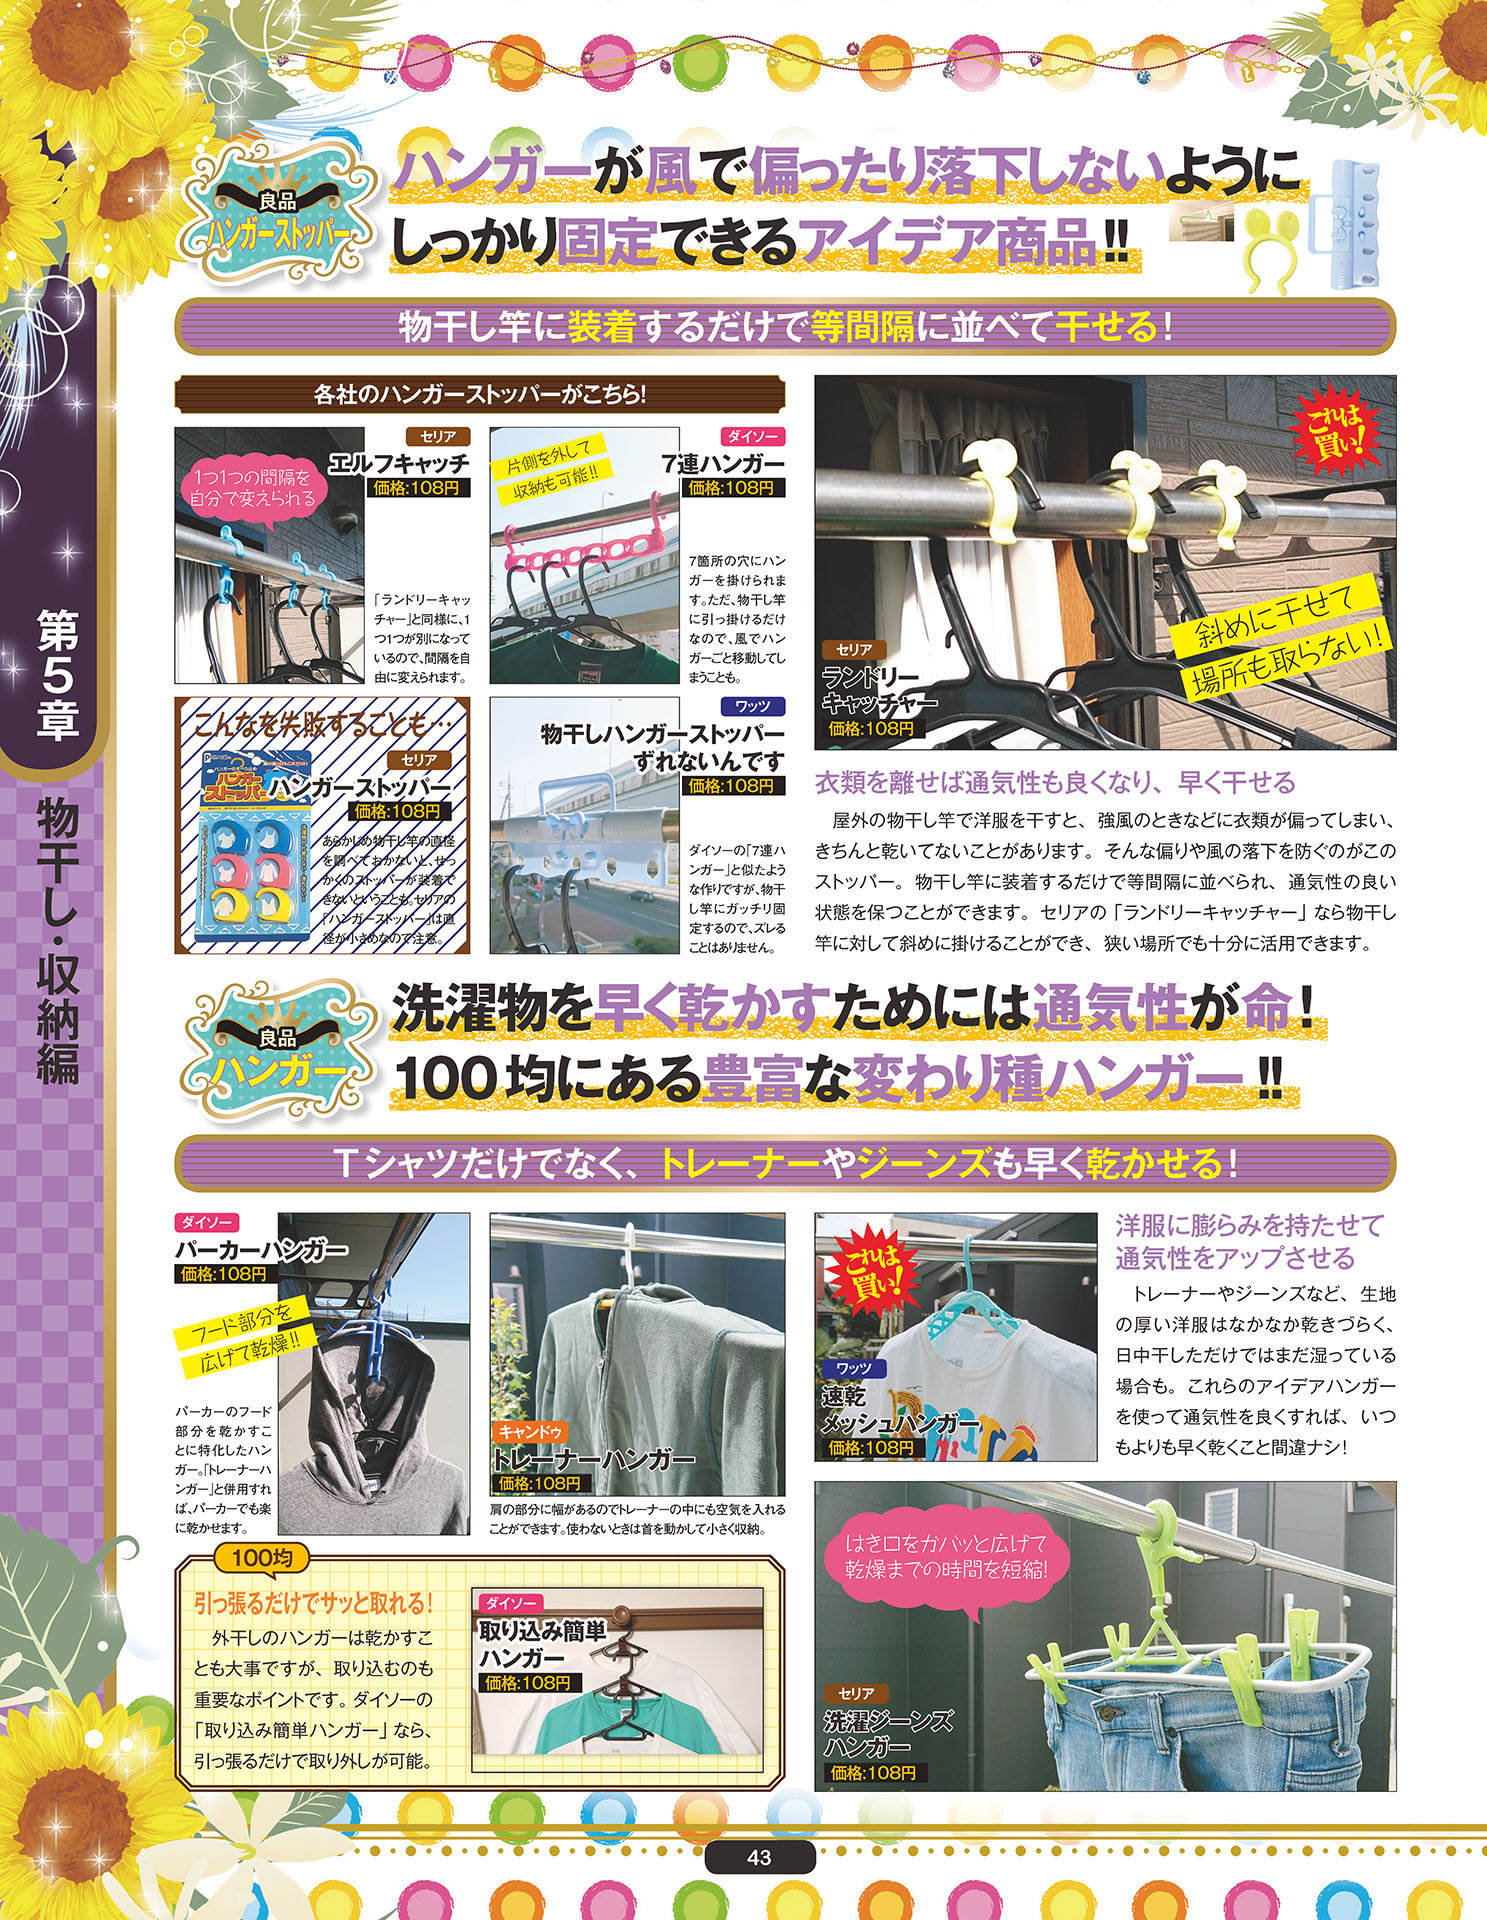 良品
ハンガーストッパー
ハンガーが風で偏ったり落下しないように
しっかり固定できるアイデア商品!!
物干し竿に装着するだけで等間隔に並べて干せる!
各社のハンガーストッパーがこちら!
1つ1つの間隔を
自分で変えられる
セリア
エルフキャッチ
価格:108円
「ランドリーキャッ
チャー」と同様に、1
つ1つが別になって
いるので、間隔を自
由に変えられます。
片側を外して
収納も可能!!
ダイソー
7連ハンガー
価格:108円
7箇所の穴にハン
ガーを掛けられま
す。ただ、物干し竿
に引っ掛けるだけ
なので、風でハン
ガーごと移動してし
まうことも。
こんなを失敗することも…
セリア
ハンガーストッパー
価格:108円
あらかじめ物干し竿の直径
を調べておかないと、せっ
かくのストッパーが装着で
きないということも。セリアの
「ハンガーストッパー」は直
径が小さめなので注意。
ハンガー
ストッパー
ワッツ
物干しハンガーストッパー
ずれないんです
価格:108円
ダイソーの「7連ハ
ンガー」と似たよう
な作りですが、物干
し竿にガッチリ固
定するので、ズレる
ことはありません。
これは
買い!
斜めに干せて
場所も取らない!
セリア
ランドリー
キャッチャー
価格:108円
衣類を離せば通気性も良くなり、早く干せる
屋外の物干し竿で洋服を干すと、強風のときなどに衣類が偏ってしまい、
きちんと乾いてないことがあります。そんな偏りや風の落下を防ぐのがこの
ストッパー。物干し竿に装着するだけで等間隔に並べられ、通気性の良い
状態を保つことができます。セリアの「ランドリーキャッチャー」なら物干し
竿に対して斜めに掛けることができ、狭い場所でも十分に活用できます。
第5章
物干し・収納編
良品
ハンガー
洗濯物を早く乾かすためには通気性が命!
100均にある豊富な変わり種ハンガー!!
Tシャツだけでなく、トレーナーやジーンズも早く乾かせる!
ダイソー
パーカーハンガー
価格:108円
フード部分を
広げて乾燥!!
パーカーのフード
部分を乾かすこ
とに特化したハン
ガー。「トレーナーハ
ンガー」と併用すれ
ば、パーカーでも楽
に乾かせます。
キャンドゥ
トレーナーハンガー
価格:108円
肩の部分に幅があるのでトレーナーの中にも空気を入れる
ことができます。使わないときは首を動かして小さく収納。
これは
買い!
ワッツ
速乾
メッシュハンガー
価格:108円
洋服に膨らみを持たせて
通気性をアップさせる
トレーナーやジーンズなど、生地
の厚い洋服はなかなか乾きづらく、
日中干しただけではまだ湿っている
場合も。これらのアイデアハンガー
を使って通気性を良くすれば、いつ
もよりも早く乾くこと間違ナシ!
100均
引っ張るだけでサッと取れる!
外干しのハンガーは乾かすこ
とも大事ですが、取り込むのも
重要なポイントです。ダイソーの
「取り込み簡単ハンガー」なら、
引っ張るだけで取り外しが可能。
ダイソー
取り込み簡単
ハンガー
価格:108円
はき口をガバッと広げて
乾燥までの時間を短縮!
セリア
洗濯ジーンズ
ハンガー
価格:108円
43